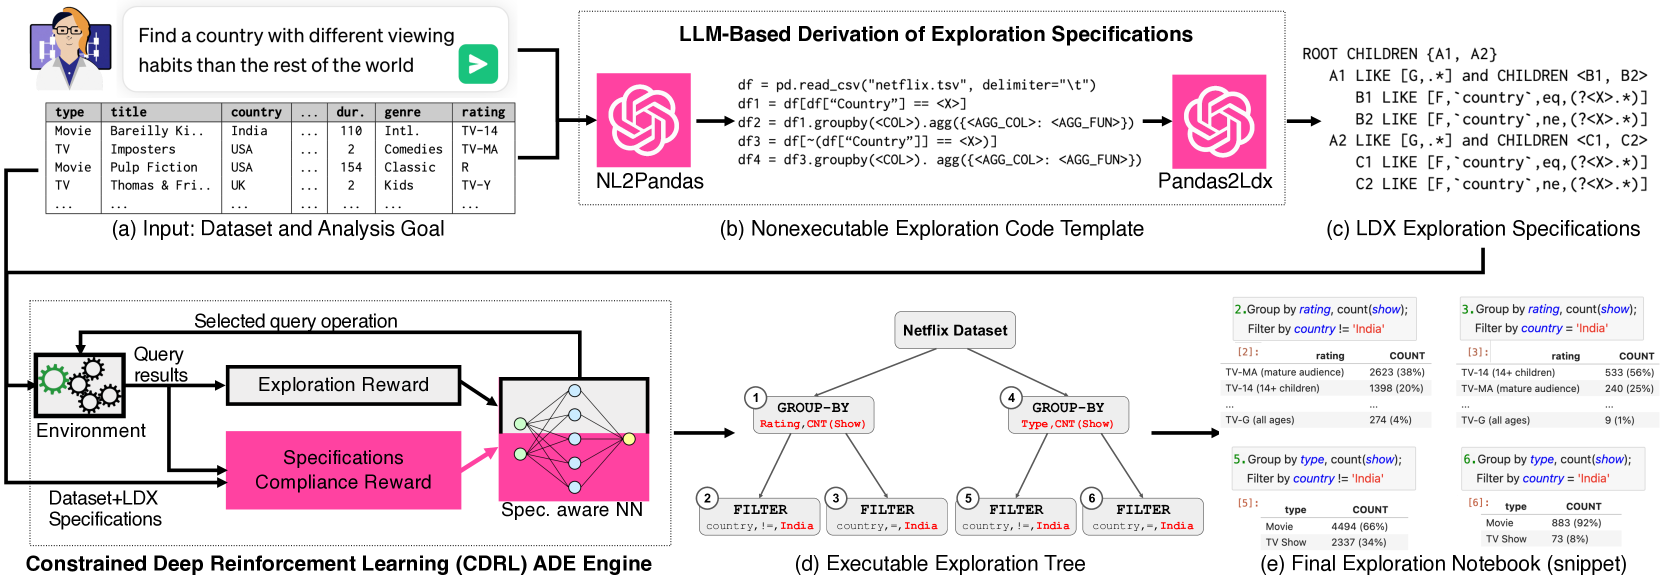 Find a country with different viewing
habits than the rest of the world
type title country ... dur. genre rating
Movie Bareilly Ki.. India ... 110 Intl. TV-14
TV Imposters USA ... 2 Comedies TV-MA
Movie Pulp Fiction USA ... 154 Classic R
TV Thomas & Fri.. UK ... 2 Kids TV-Y
... ... ... ... ... ...
(a) Input: Dataset and Analysis Goal
LLM-Based Derivation of Exploration Specifications
NL2Pandas
df = pd.read_csv("netflix.tsv", delimiter="\t")
df1 = df[df["Country"] == <X>]
df2 = df1.groupby(<COL>).agg({<AGG_COL>: <AGG_FUN>})
df3 = df[~(df["Country"]] == <X>)]
df4 = df3.groupby(<COL>). agg({<AGG_COL>: <AGG_FUN>})
Pandas2Ldx
(b) Nonexecutable Exploration Code Template
ROOT CHILDREN {A1, A2}
A1 LIKE [G,.*] and CHILDREN <B1, B2>
B1 LIKE [F,`country`,eq,(?<X>.*)]
B2 LIKE [F,`country`,ne,(?<X>.*)]
A2 LIKE [G,.*] and CHILDREN <C1, C2>
C1 LIKE [F,`country`,eq,(?<X>.*)]
C2 LIKE [F,`country`,ne,(?<X>.*)]
(c) LDX Exploration Specifications
Selected query operation
Query
results
Environment
Exploration Reward
Specifications
Compliance Reward
Dataset+LDX
Specifications
Spec. aware NN
Constrained Deep Reinforcement Learning (CDRL) ADE Engine
Netflix Dataset
1
GROUP-BY
Rating,CNT(Show)
4
GROUP-BY
Type,CNT(Show)
2
FILTER
country,!=,India
3
FILTER
country,=,India
5
FILTER
country,!=,India
6
FILTER
country,=,India
(d) Executable Exploration Tree
2.Group by rating, count(show);
Filter by country != 'India'
[2]: rating COUNT
TV-MA (mature audience) 2623 (38%)
TV-14 (14+ children) 1398 (20%)
... ...
TV-G (all ages) 274 (4%)
3.Group by rating, count(show);
Filter by country = 'India'
[3]: rating COUNT
TV-14 (14+ children) 533 (56%)
TV-MA (mature audience) 240 (25%)
... ...
TV-G (all ages) 9 (1%)
5.Group by type, count(show);
Filter by country != 'India'
[5]: type COUNT
Movie 4494 (66%)
TV Show 2337 (34%)
6.Group by type, count(show);
Filter by country = 'India'
[6]: type COUNT
Movie 883 (92%)
TV Show 73 (8%)
(e) Final Exploration Notebook (snippet)